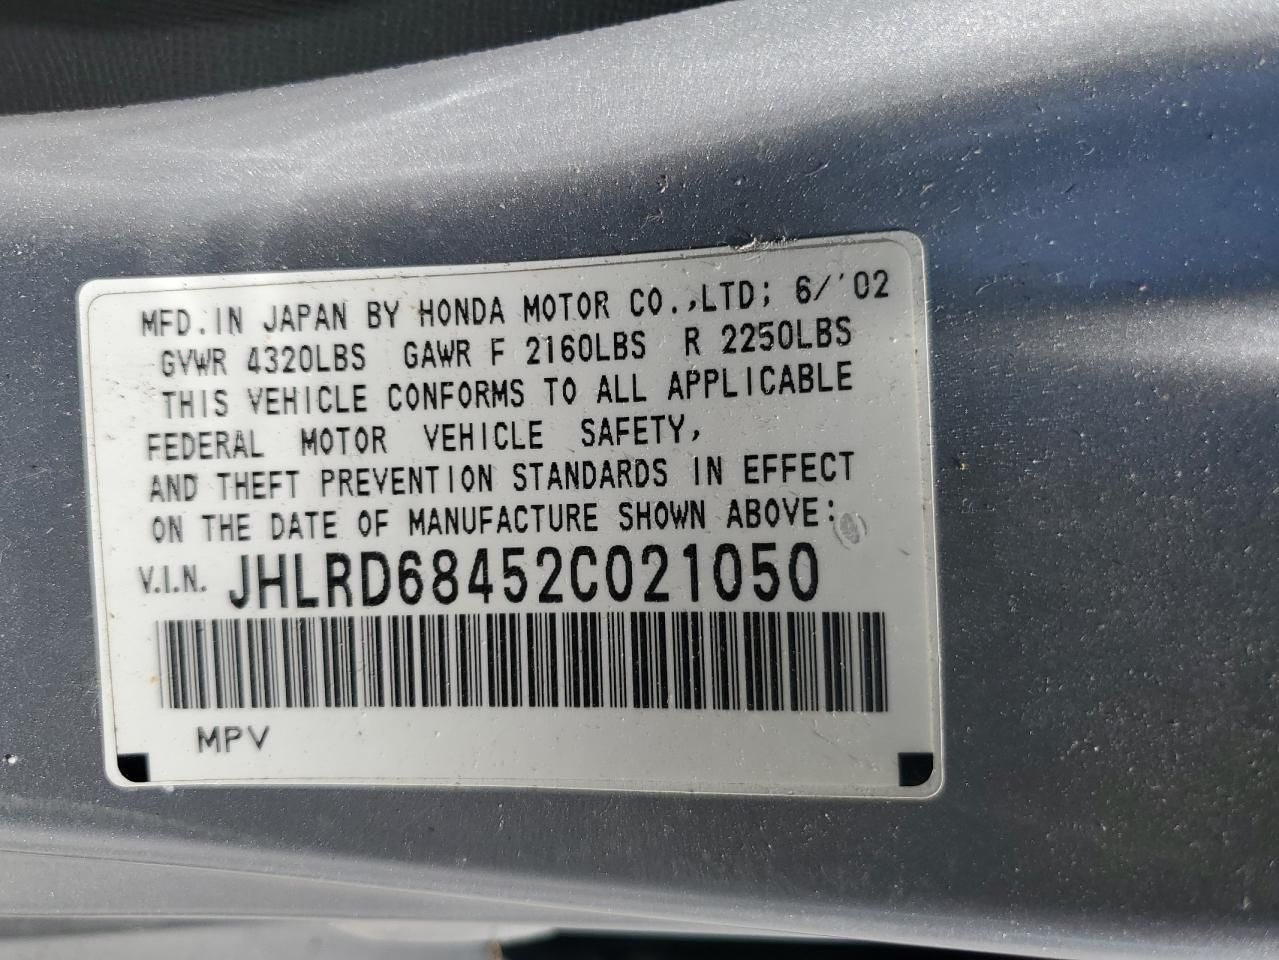 MFD. IN JAPAN BY HONDA MOTOR CO.,LTD; 6/'02
GVWR 4320LBS GAWR F 2160LBS R 2250LBS
THIS VEHICLE CONFORMS TO ALL APPLICABLE
FEDERAL MOTOR VEHICLE SAFETY,
AND THEFT PREVENTION STANDARDS IN EFFECT
ON THE DATE OF MANUFACTURE SHOWN ABOVE:
V.I.N. JHLRD68452C021050
MPV